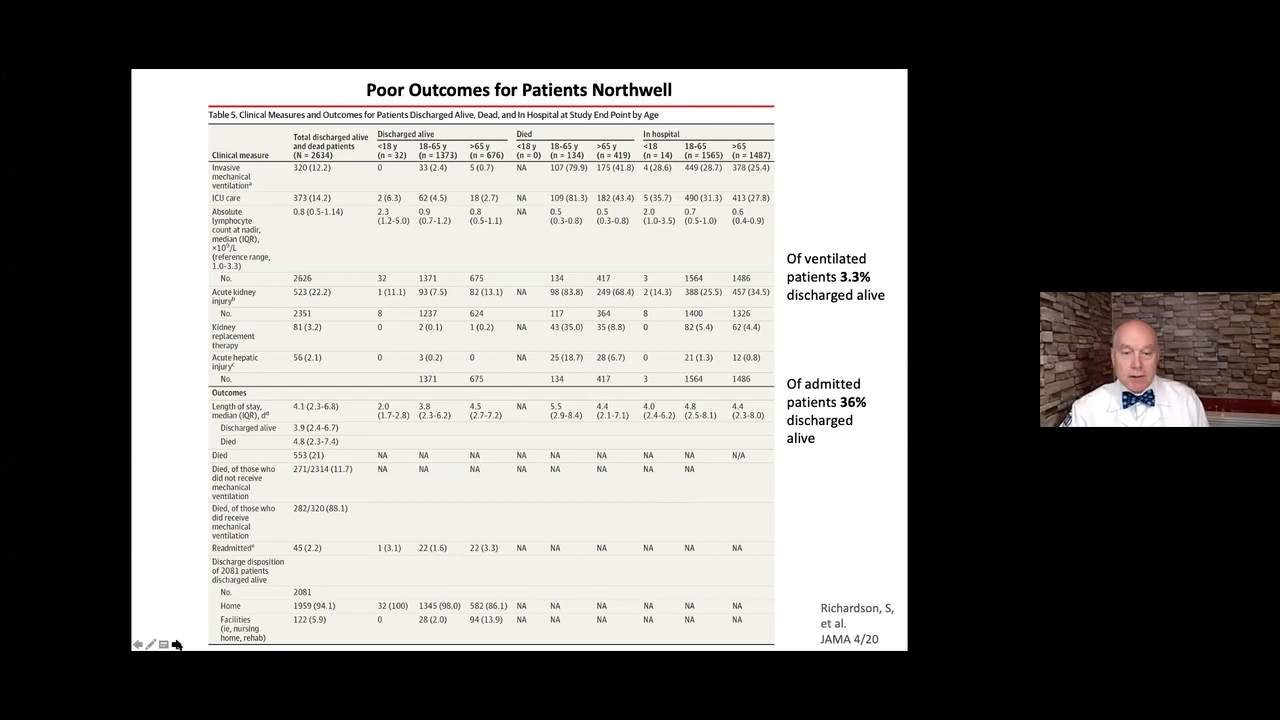 Poor Outcomes for Patients Northwell
Table 5. Clinical Measures and Outcomes for Patients Discharged Alive, Dead, and In Hospital at Study End Point by Age
Clinical measure
Total discharged alive
and dead patients
(N = 2634)
Discharged alive
Died
In hospital
<18 y
(n = 32)
18-65 y
(n = 1373)
>65 y
(n = 676)
<18 y
(n = 0)
18-65 y
(n = 134)
>65 y
(n = 419)
<18
(n = 14)
18-65
(n = 1565)
>65
(n = 1487)
Invasive
mechanical
ventilationa
320 (12.2) 0 33 (2.4) 5 (0.7) NA 107 (79.9) 175 (41.8) 4 (28.6) 449 (28.7) 378 (25.4)
ICU care 373 (14.2) 2 (6.3) 62 (4.5) 18 (2.7) NA 109 (81.3) 182 (43.4) 5 (35.7) 490 (31.3) 413 (27.8)
Absolute
lymphocyte
count at nadir,
median (IQR),
×10⁹/L
(reference range,
1.0-3.3)
0.8 (0.5-1.14) 2.3 0.9 0.8 NA 0.5 0.5 2.0 0.7 0.6
(1.2-5.0) (0.7-1.2) (0.5-1.1) (0.3-0.8) (0.3-0.8) (1.0-3.5) (0.5-1.0) (0.4-0.9)
No. 2626 32 1371 675 134 417 3 1564 1486
Acute kidney
injuryb
523 (22.2) 1 (11.1) 93 (7.5) 82 (13.1) NA 98 (83.8) 249 (68.4) 2 (14.3) 388 (25.5) 457 (34.5)
No. 2351 8 1237 624 117 364 8 1400 1326
Kidney
replacement
therapy
81 (3.2) 0 2 (0.1) 1 (0.2) NA 43 (35.0) 35 (8.8) 0 82 (5.4) 62 (4.4)
Acute hepatic
injuryc
56 (2.1) 0 3 (0.2) 0 NA 25 (18.7) 28 (6.7) 0 21 (1.3) 12 (0.8)
No. 1371 675 134 417 3 1564 1486
Outcomes
Length of stay,
median (IQR), dd
4.1 (2.3-6.8) 2.0 3.8 4.5 NA 5.5 4.4 4.0 4.8 4.4
(1.7-2.8) (2.3-6.2) (2.7-7.2) (2.9-8.4) (2.1-7.1) (2.4-6.2) (2.5-8.1) (2.3-8.0)
Discharged alive 3.9 (2.4-6.7)
Died 4.8 (2.3-7.4)
Died 553 (21) NA NA NA NA NA NA NA NA N/A
Died, of those who
did not receive
mechanical
ventilation
271/2314 (11.7) NA NA NA NA NA NA NA NA
Died, of those who
did receive
mechanical
ventilation
282/320 (88.1)
Readmittede 45 (2.2) 1 (3.1) 22 (1.6) 22 (3.3) NA NA NA NA NA NA
Discharge disposition
of 2081 patients
discharged alive
No. 2081
Home 1959 (94.1) 32 (100) 1345 (98.0) 582 (86.1) NA NA NA NA NA NA
Facilities
(ie, nursing
home, rehab)
122 (5.9) 0 28 (2.0) 94 (13.9) NA NA NA NA NA NA
Of ventilated
patients 3.3%
discharged alive
Of admitted
patients 36%
discharged
alive
Richardson, S,
et al.
JAMA 4/20